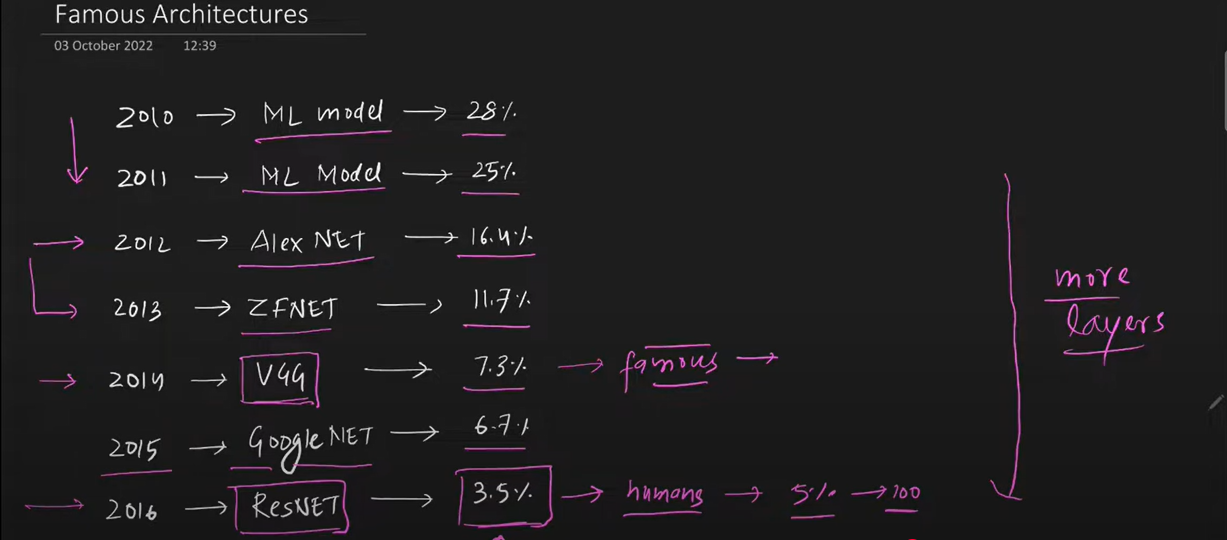 Famous Architectures
03 October 2022 12:39
2010 → ML model → 28%
2011 → ML Model → 25%
2012 → Alex NET → 16.4%
2013 → ZFNET → 11.7%
more
layers
2014 → VGG → 7.3% → famous →
2015 → Google NET → 6.7%
2016 → ResNET → 3.5% → humans → 5% → 100